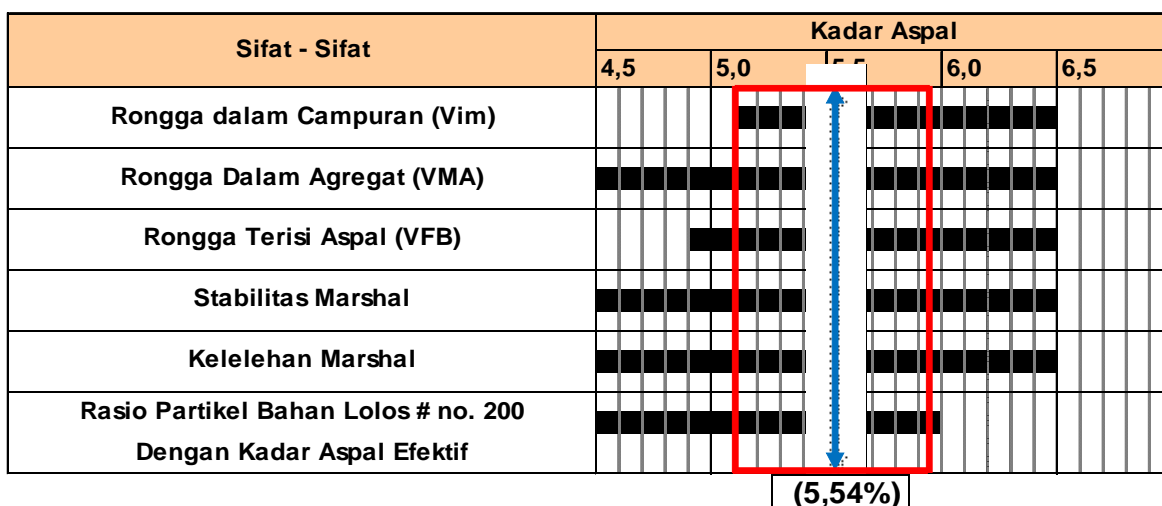 Sifat - Sifat
Kadar Aspal
4,5 5,0 5,5 6,0 6,5
Rongga dalam Campuran (Vim)
Rongga Dalam Agregat (VMA)
Rongga Terisi Aspal (VFB)
Stabilitas Marshal
Kelelehan Marshal
Rasio Partikel Bahan Lolos # no. 200
Dengan Kadar Aspal Efektif
(5,54%)